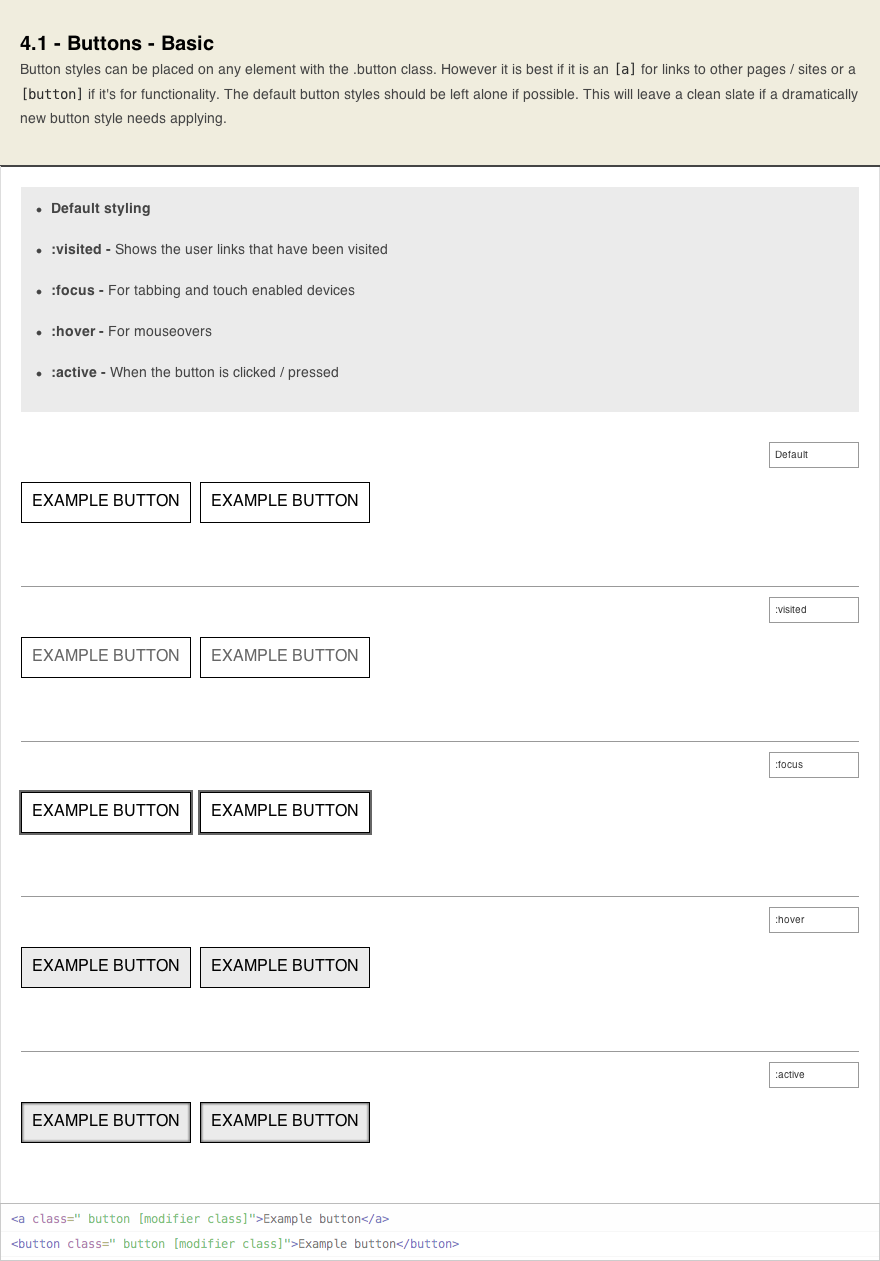 4.1 - Buttons - Basic
Button styles can be placed on any element with the .button class. However it is best if it is an [a] for links to other pages / sites or a
[button] if it's for functionality. The default button styles should be left alone if possible. This will leave a clean slate if a dramatically
new button style needs applying.
• Default styling
• :visited - Shows the user links that have been visited
• :focus - For tabbing and touch enabled devices
• :hover - For mouseovers
• :active - When the button is clicked / pressed
Default
EXAMPLE BUTTON EXAMPLE BUTTON
:visited
EXAMPLE BUTTON EXAMPLE BUTTON
:focus
EXAMPLE BUTTON EXAMPLE BUTTON
:hover
EXAMPLE BUTTON EXAMPLE BUTTON
:active
EXAMPLE BUTTON EXAMPLE BUTTON
<a class=" button [modifier class]">Example button</a>
<button class=" button [modifier class]">Example button</button>